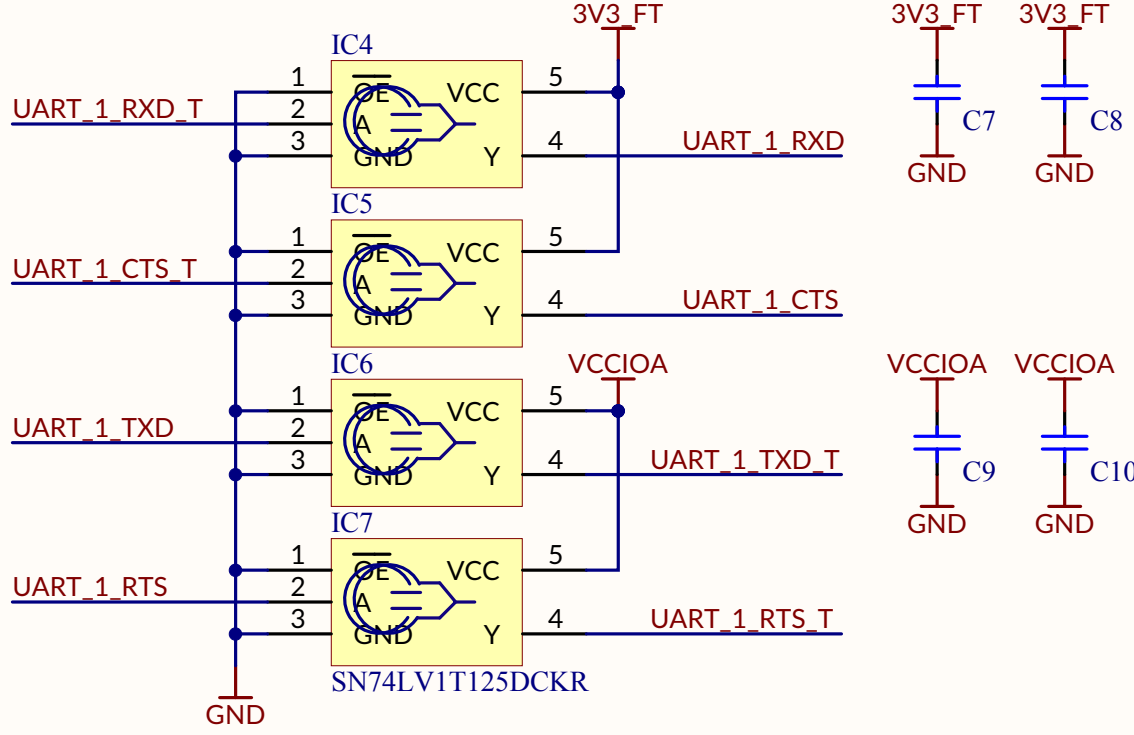 3V3_FT
3V3_FT
3V3_FT
IC4
1
OE
VCC
5
UART_1_RXD_T
2
A
3
GND
Y
4
UART_1_RXD
C7
C8
GND
GND
IC5
1
OE
VCC
5
UART_1_CTS_T
2
A
3
GND
Y
4
UART_1_CTS
IC6
VCCIOA
VCCIOA
VCCIOA
1
OE
VCC
5
UART_1_TXD
2
A
3
GND
Y
4
UART_1_TXD_T
C9
C10
GND
GND
IC7
1
OE
VCC
5
UART_1_RTS
2
A
3
GND
Y
4
UART_1_RTS_T
SN74LV1T125DCKR
GND